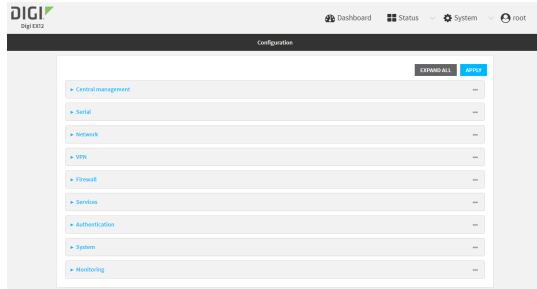 DIGI
Digi EX12
Dashboard
Status
System
root
Configuration
EXPAND ALL
APPLY
Central management
Serial
Network
VPN
Firewall
Services
Authentication
System
Monitoring